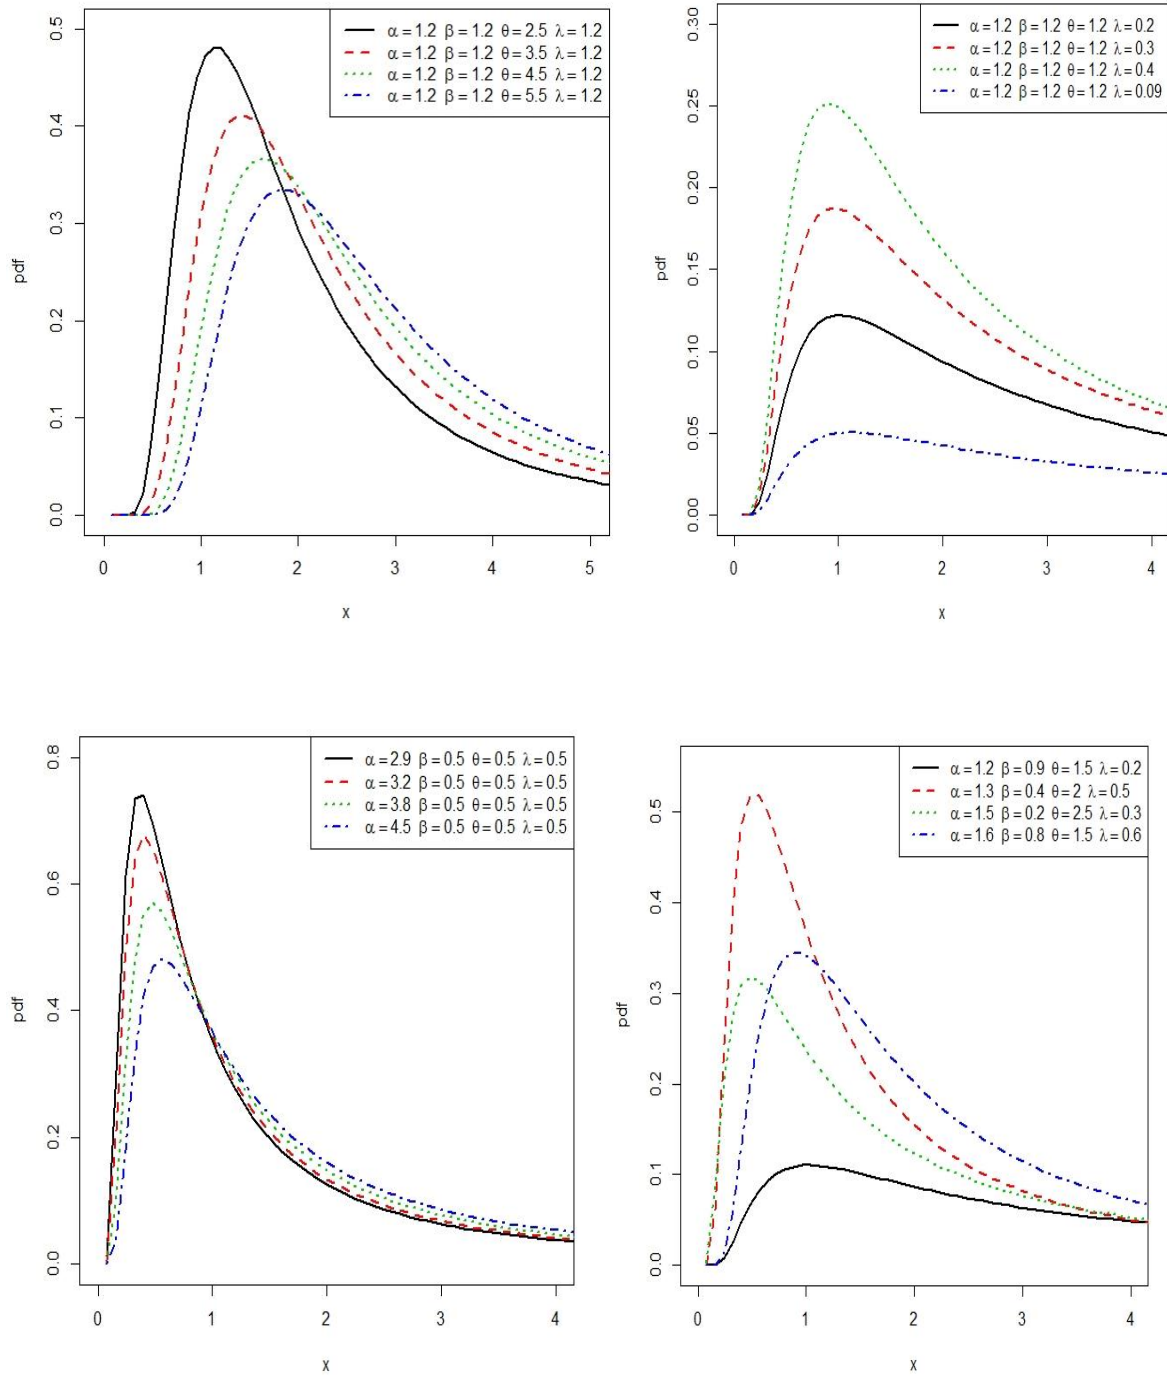 α = 1.2 β = 1.2 θ = 2.5 λ = 1.2
α = 1.2 β = 1.2 θ = 3.5 λ = 1.2
α = 1.2 β = 1.2 θ = 4.5 λ = 1.2
α = 1.2 β = 1.2 θ = 5.5 λ = 1.2
0.5
0.4
0.3
0.2
0.1
0.0
pdf
0 1 2 3 4 5
x
α = 1.2 β = 1.2 θ = 1.2 λ = 0.2
α = 1.2 β = 1.2 θ = 1.2 λ = 0.3
α = 1.2 β = 1.2 θ = 1.2 λ = 0.4
α = 1.2 β = 1.2 θ = 1.2 λ = 0.09
0.30
0.25
0.20
0.15
0.10
0.05
0.00
pdf
0 1 2 3 4
x
α = 2.9 β = 0.5 θ = 0.5 λ = 0.5
α = 3.2 β = 0.5 θ = 0.5 λ = 0.5
α = 3.8 β = 0.5 θ = 0.5 λ = 0.5
α = 4.5 β = 0.5 θ = 0.5 λ = 0.5
0.8
0.6
0.4
0.2
0.0
pdf
0 1 2 3 4
x
α = 1.2 β = 0.9 θ = 1.5 λ = 0.2
α = 1.3 β = 0.4 θ = 2 λ = 0.5
α = 1.5 β = 0.2 θ = 2.5 λ = 0.3
α = 1.6 β = 0.8 θ = 1.5 λ = 0.6
0.5
0.4
0.3
0.2
0.1
0.0
pdf
0 1 2 3 4
x